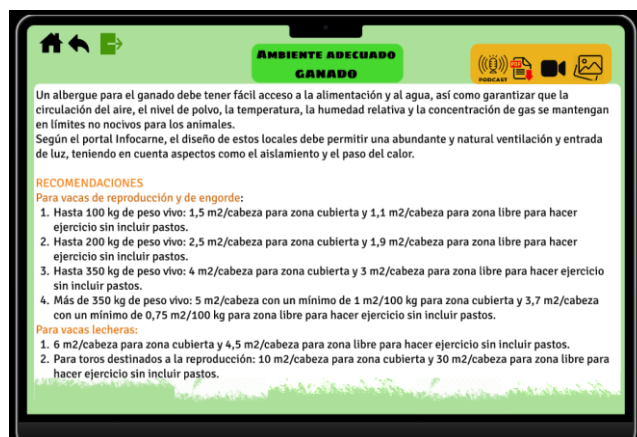 AMBIENTE ADECUADO
GANADO
PODCAST
PDF
Un albergue para el ganado debe tener fácil acceso a la alimentación y al agua, así como garantizar que la
circulación del aire, el nivel de polvo, la temperatura, la humedad relativa y la concentración de gas se mantengan
en límites no nocivos para los animales.
Según el portal Infocarne, el diseño de estos locales debe permitir una abundante y natural ventilación y entrada
de luz, teniendo en cuenta aspectos como el aislamiento y el paso del calor.
RECOMENDACIONES
Para vacas de reproducción y de engorde:
1. Hasta 100 kg de peso vivo: 1,5 m2/cabeza para zona cubierta y 1,1 m2/cabeza para zona libre para hacer
ejercicio sin incluir pastos.
2. Hasta 200 kg de peso vivo: 2,5 m2/cabeza para zona cubierta y 1,9 m2/cabeza para zona libre para hacer
ejercicio sin incluir pastos.
3. Hasta 350 kg de peso vivo: 4 m2/cabeza para zona cubierta y 3 m2/cabeza para zona libre para hacer ejercicio
sin incluir pastos.
4. Más de 350 kg de peso vivo: 5 m2/cabeza con un mínimo de 1 m2/100 kg para zona cubierta y 3,7 m2/cabeza
con un mínimo de 0,75 m2/100 kg para zona libre para hacer ejercicio sin incluir pastos.
Para vacas lecheras:
1. 6 m2/cabeza para zona cubierta y 4,5 m2/cabeza para zona libre para hacer ejercicio sin incluir pastos.
2. Para toros destinados a la reproducción: 10 m2/cabeza para zona cubierta y 30 m2/cabeza para zona libre para
hacer ejercicio sin incluir pastos.